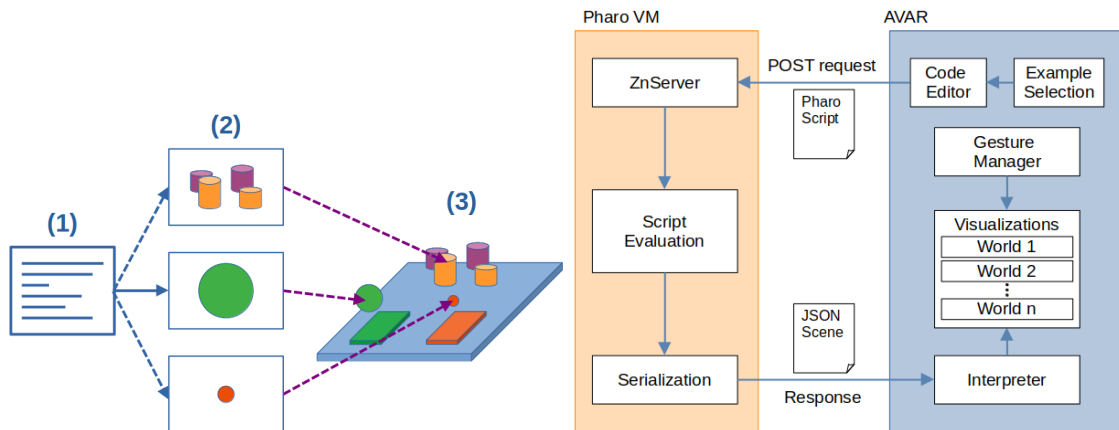 (1)
(2)
(3)
Pharo VM
AVAR
ZnServer
POST request
Code
Editor
Example
Selection
Pharo
Script
Gesture
Manager
Script
Evaluation
Visualizations
World 1
World 2
World n
JSON
Scene
Serialization
Response
Interpreter